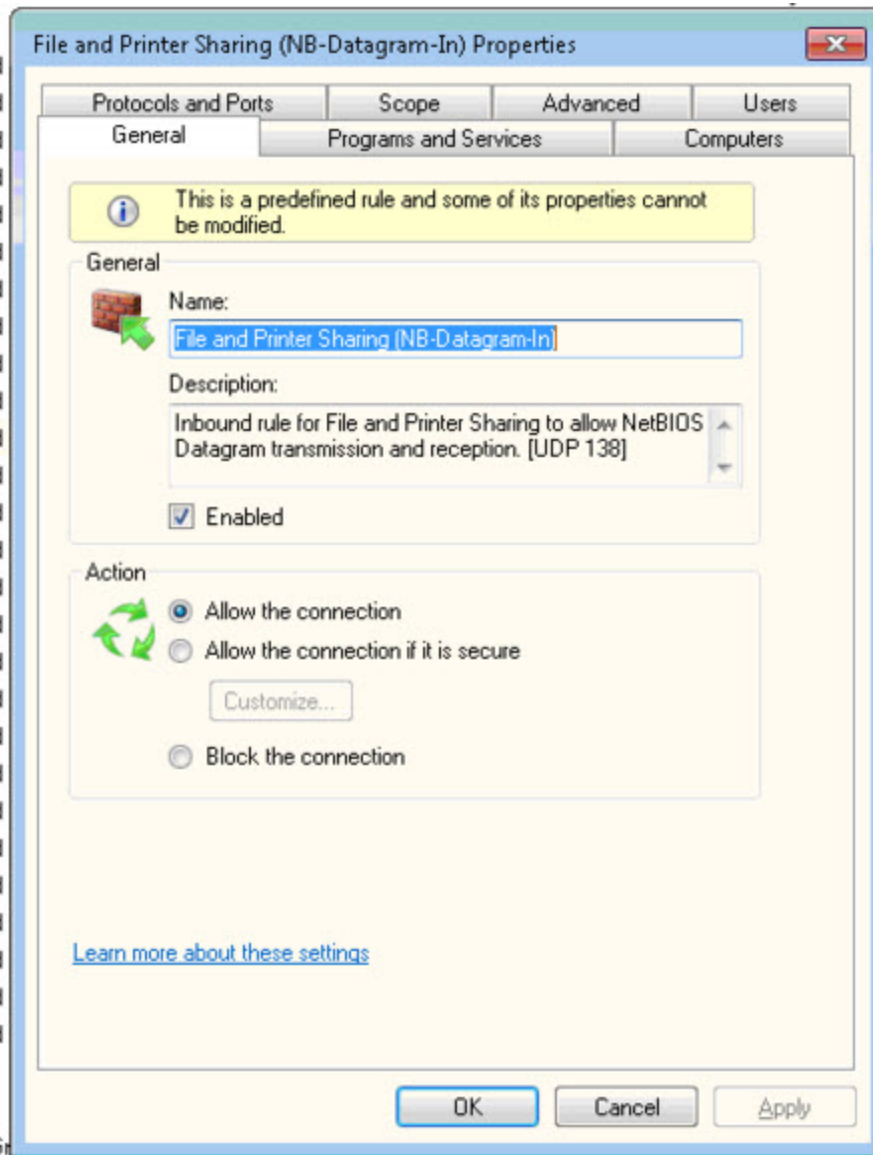 File and Printer Sharing (NB-Datagram-In) Properties
Protocols and Ports
Scope
Advanced
Users
General
Programs and Services
Computers
This is a predefined rule and some of its properties cannot
be modified.
General
Name:
File and Printer Sharing (NB-Datagram-In)
Description:
Inbound rule for File and Printer Sharing to allow NetBIOS
Datagram transmission and reception. [UDP 138]
Enabled
Action
Allow the connection
Allow the connection if it is secure
Customize...
Block the connection
Learn more about these settings
OK
Cancel
Apply